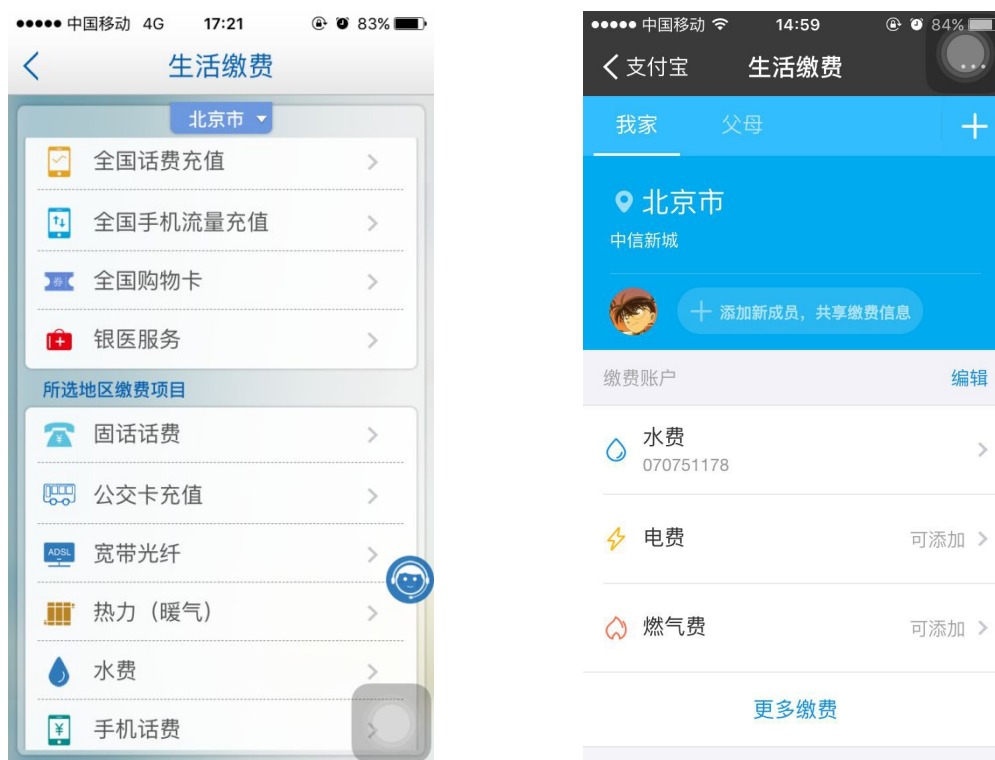 中国移动 4G 17:21 83%
生活缴费
北京市
全国话费充值
全国手机流量充值
券
全国购物卡
银医服务
所选地区缴费项目
¥
固话话费
公交卡充值
ADSL
宽带光纤
热力（暖气）
水费
¥
手机话费
中国移动 14:59 84%
支付宝 生活缴费
我家 父母
北京市
中信新城
添加新成员，共享缴费信息
缴费账户 编辑
水费
070751178
电费 可添加
燃气费 可添加
更多缴费